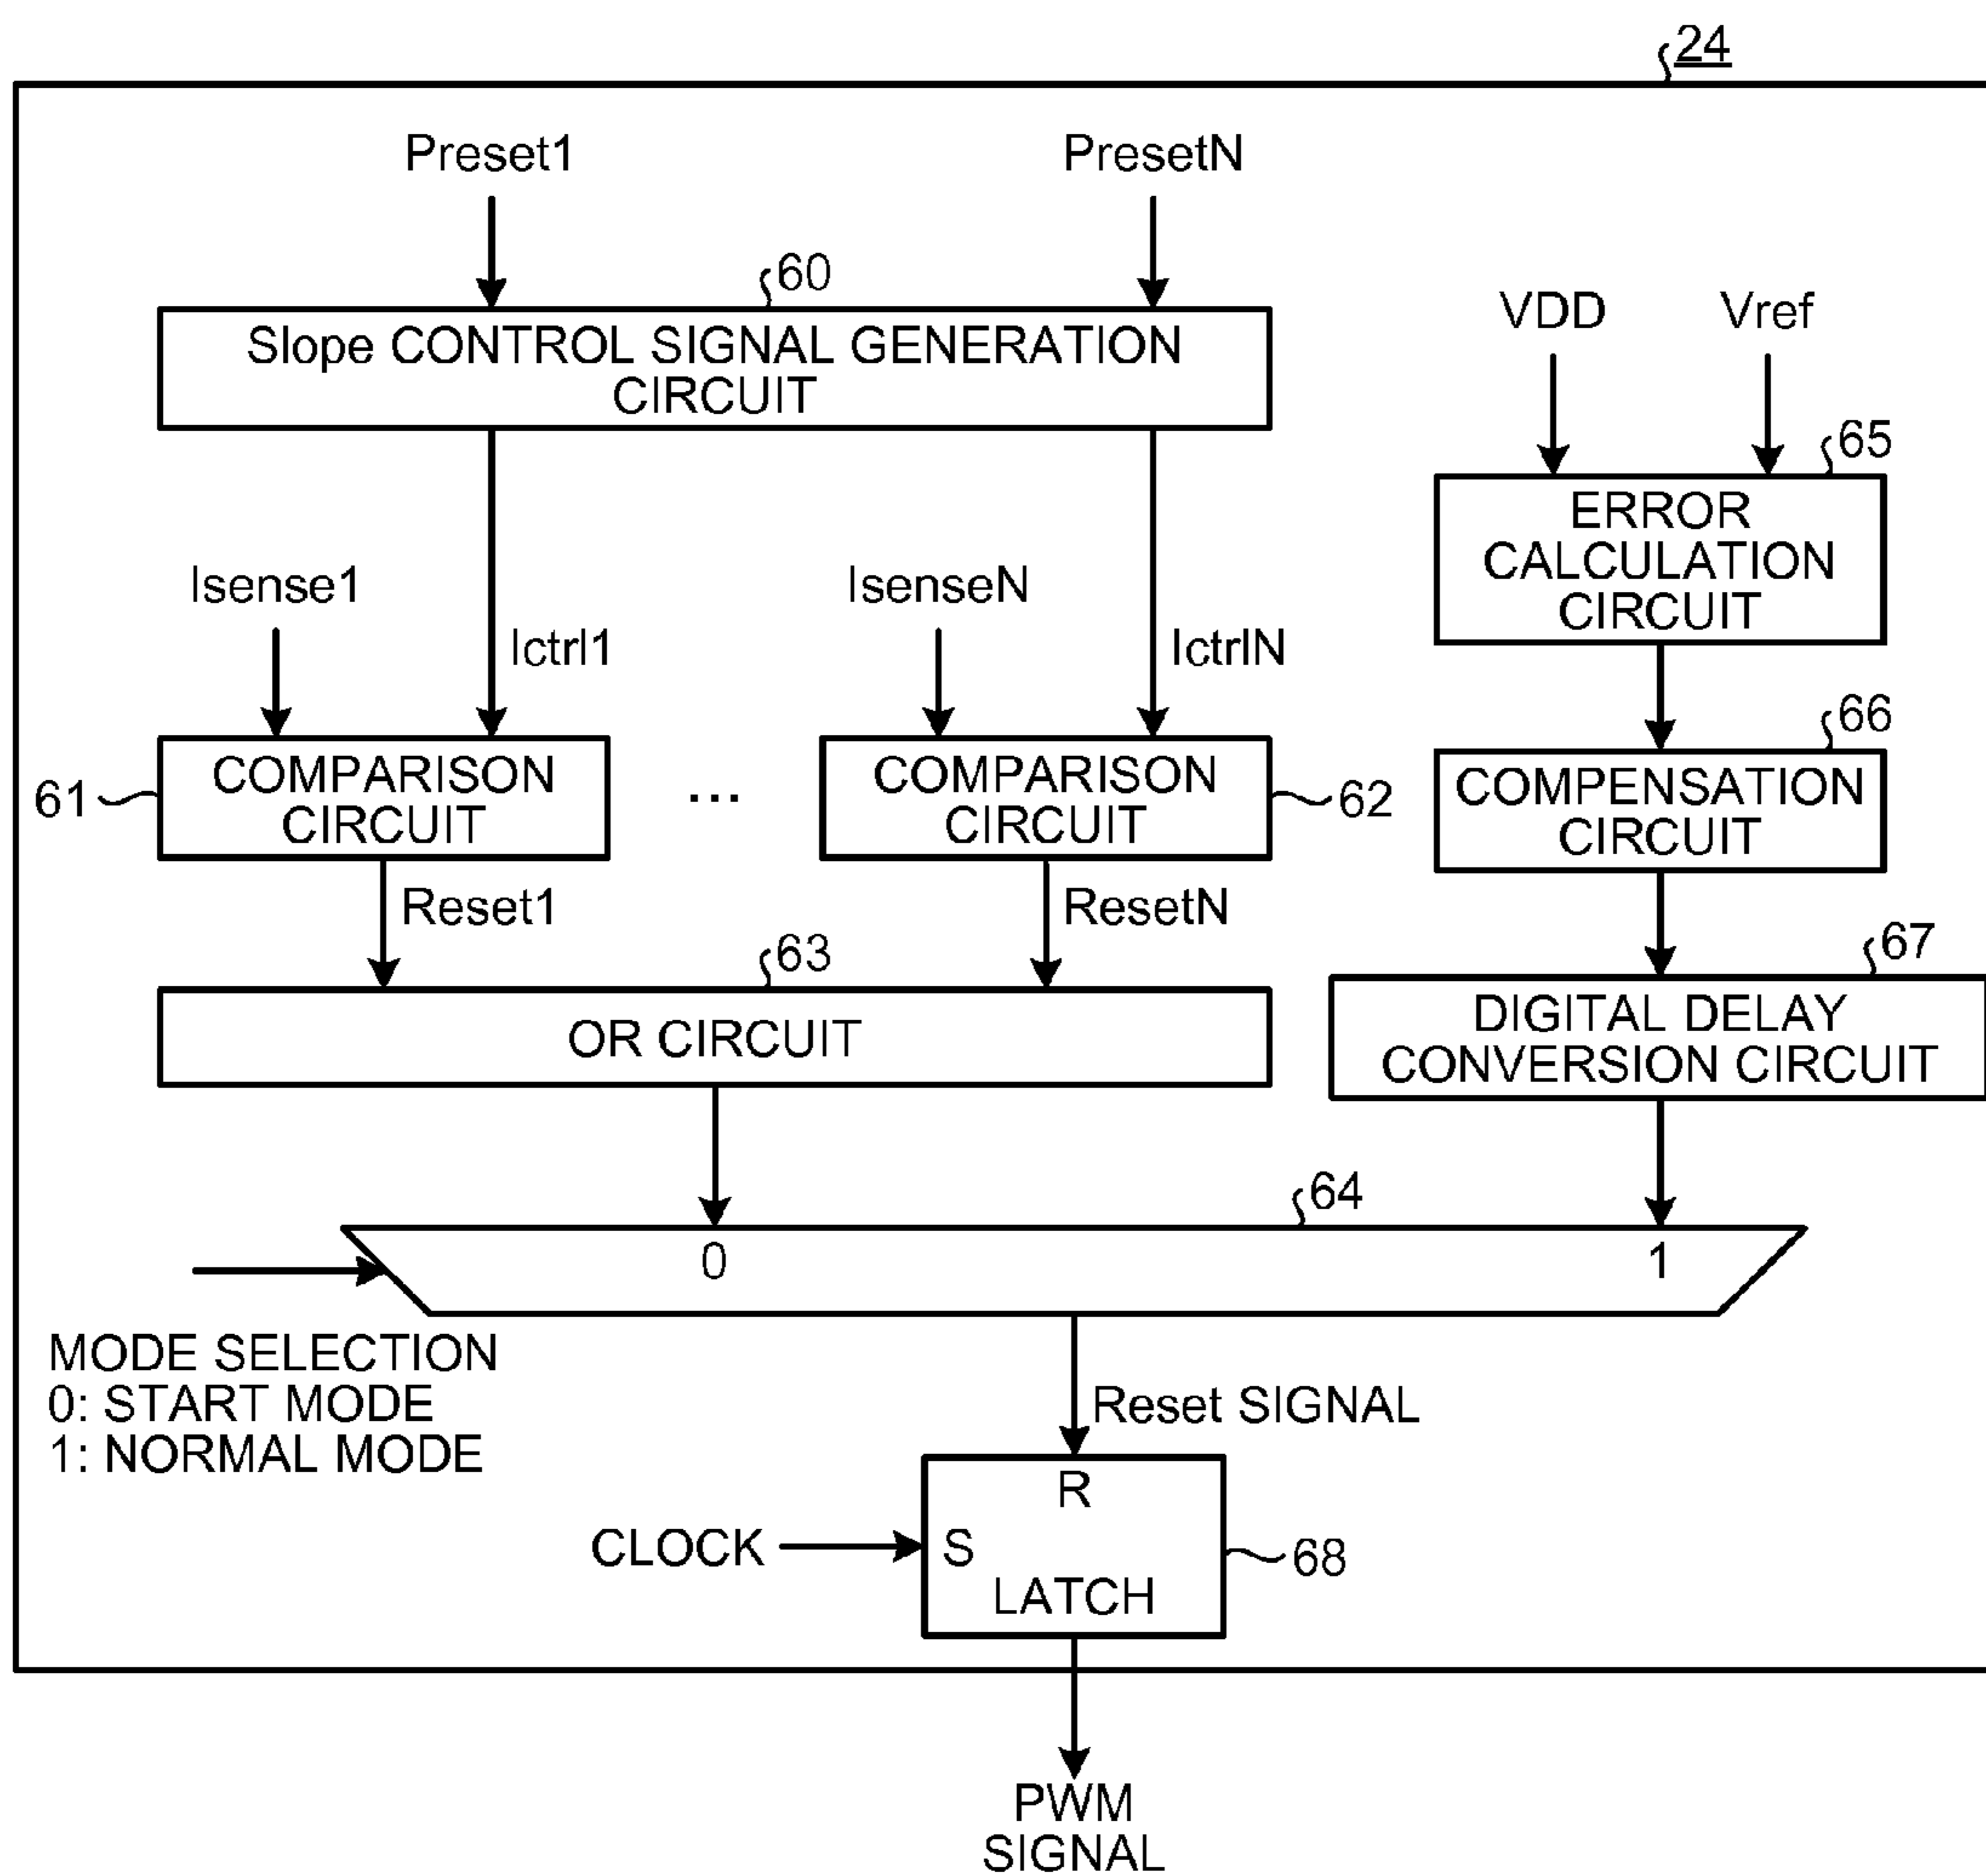 24
Preset1
PresetN
60
Slope CONTROL SIGNAL GENERATION
CIRCUIT
VDD
Vref
65
ERROR
CALCULATION
CIRCUIT
Isense1
Ictrl1
IsenseN
IctrlN
66
61
COMPARISON
CIRCUIT
...
COMPARISON
CIRCUIT
62
COMPENSATION
CIRCUIT
Reset1
ResetN
63
67
OR CIRCUIT
DIGITAL DELAY
CONVERSION CIRCUIT
64
0
1
MODE SELECTION
0: START MODE
1: NORMAL MODE
Reset SIGNAL
R
CLOCK
S
LATCH
68
PWM
SIGNAL